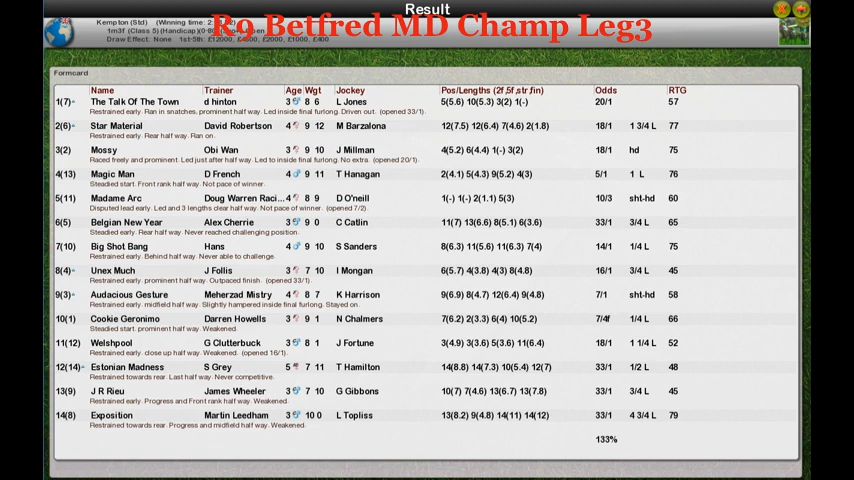 Result
R9 Betfred MD Champ Leg3
Kempton (Std) (Winning time: 2:
1m3f (Class 5) (Handicap)(0-80)
Draw Effect: None 1st-5th: £12000, £4500, £2000, £1000, £400
Formcard
Name Trainer Age Wgt Jockey Pos/Lengths (2f,5f,str,fin) Odds RTG
1(7) The Talk Of The Town d hinton 3 8 6 L Jones 5(5.6) 10(5.3) 3(2) 1(-) 20/1 57
Restrained early. Ran in snatches, prominent half way. Led inside final furlong. Driven out. (opened 33/1).
2(6) Star Material David Robertson 4 9 12 M Barzalona 12(7.5) 12(6.4) 7(4.6) 2(1.8) 18/1 1 3/4 L 77
Restrained early. Rear half way. Ran on.
3(2) Mossy Obi Wan 3 9 10 J Millman 4(5.2) 6(4.4) 1(-) 3(2) 18/1 hd 75
Raced freely and prominent. Led just after half way. Led to inside final furlong. No extra. (opened 20/1).
4(13) Magic Man D French 4 9 11 T Hanagan 2(4.1) 5(4.3) 9(5.2) 4(3) 5/1 1 L 76
Steadied start. Front rank half way. Not pace of winner.
5(11) Madame Arc Doug Warren Raci... 4 8 9 D O'neill 1(-) 1(-) 2(1.1) 5(3) 10/3 sht-hd 60
Disputed lead early. Led and 3 lengths clear half way. Not pace of winner. (opened 7/2).
6(5) Belgian New Year Alex Cherrie 3 9 0 C Catlin 11(7) 13(6.6) 8(5.1) 6(3.6) 33/1 3/4 L 65
Steadied early. Rear half way. Never reached challenging position.
7(10) Big Shot Bang Hans 4 9 10 S Sanders 8(6.3) 11(5.6) 11(6.3) 7(4) 14/1 1/4 L 75
Restrained early. Behind half way. Never able to challenge.
8(4) Unex Much J Follis 3 7 10 I Mongan 6(5.7) 4(3.8) 4(3) 8(4.8) 16/1 3/4 L 45
Restrained early. prominent half way. Outpaced finish. (opened 33/1).
9(3) Audacious Gesture Meherzad Mistry 4 8 7 K Harrison 9(6.9) 8(4.7) 12(6.4) 9(4.8) 7/1 sht-hd 58
Restrained early. midfield half way. Slightly hampered inside final furlong. Stayed on.
10(1) Cookie Geronimo Darren Howells 3 9 1 N Chalmers 7(6.2) 2(3.3) 6(4) 10(5.2) 7/4f 1/4 L 66
Steadied start. prominent half way. Weakened.
11(12) Welshpool G Clutterbuck 3 8 1 J Fortune 3(4.9) 3(3.6) 5(3.6) 11(6.4) 18/1 1 1/4 L 52
Restrained early. close up half way. Weakened. (opened 16/1).
12(14) Estonian Madness S Grey 5 7 11 T Hamilton 14(8.8) 14(7.3) 10(5.4) 12(7) 33/1 1/2 L 48
Restrained towards rear. Last half way. Never competitive.
13(9) J R Rieu James Wheeler 3 7 10 G Gibbons 10(7) 7(4.6) 13(6.7) 13(7.8) 33/1 3/4 L 45
Restrained early. Progress and Front rank half way. Weakened.
14(8) Exposition Martin Leedham 3 10 0 L Topliss 13(8.2) 9(4.8) 14(11) 14(12) 33/1 4 3/4 L 79
Restrained towards rear. Progress and midfield half way. Weakened.
133%